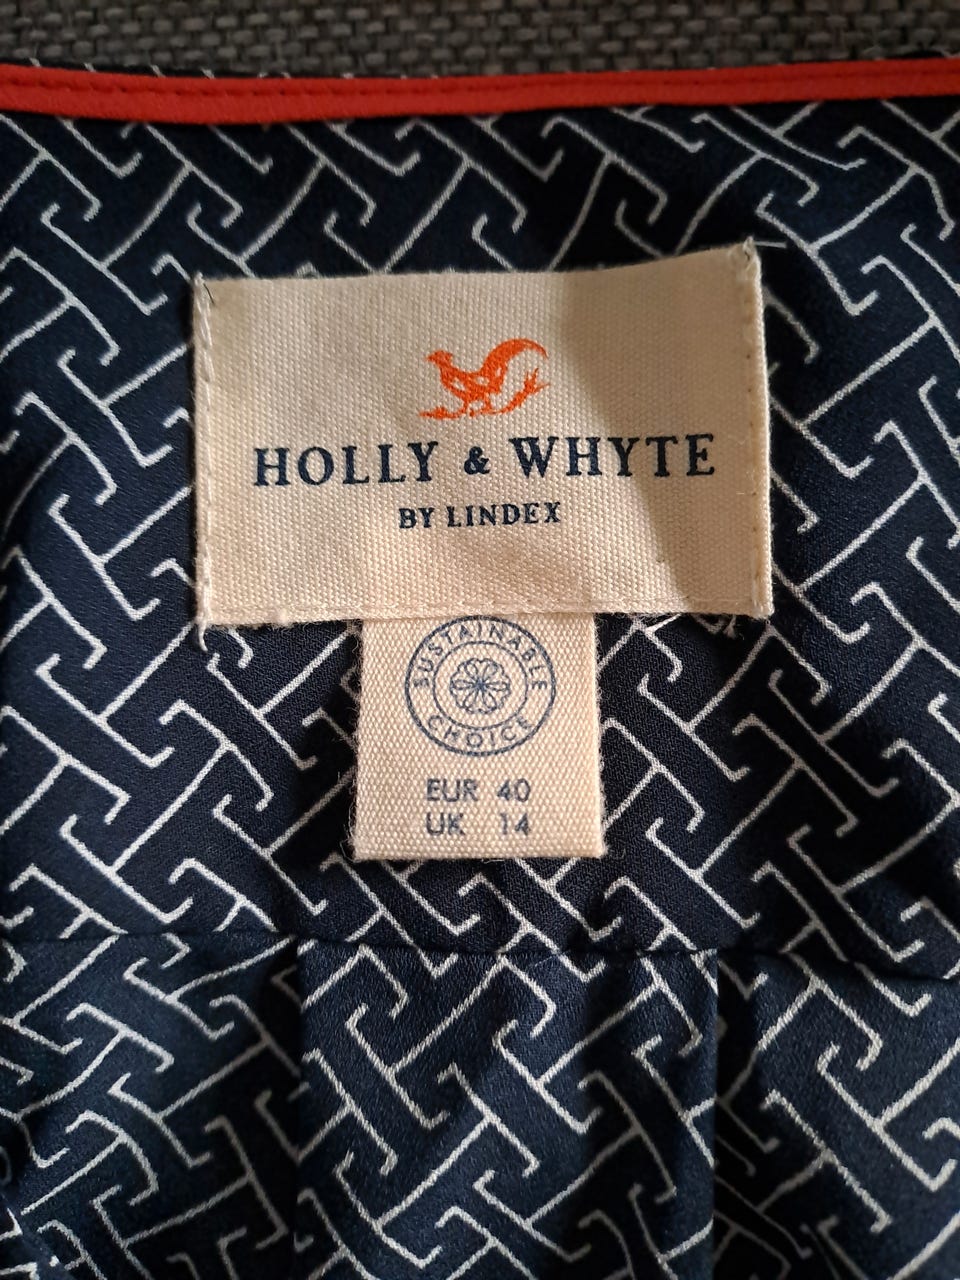 HOLLY & WHYTE
BY LINDEX
SUSTAINABLE
CHOICE
EUR 40
UK 14